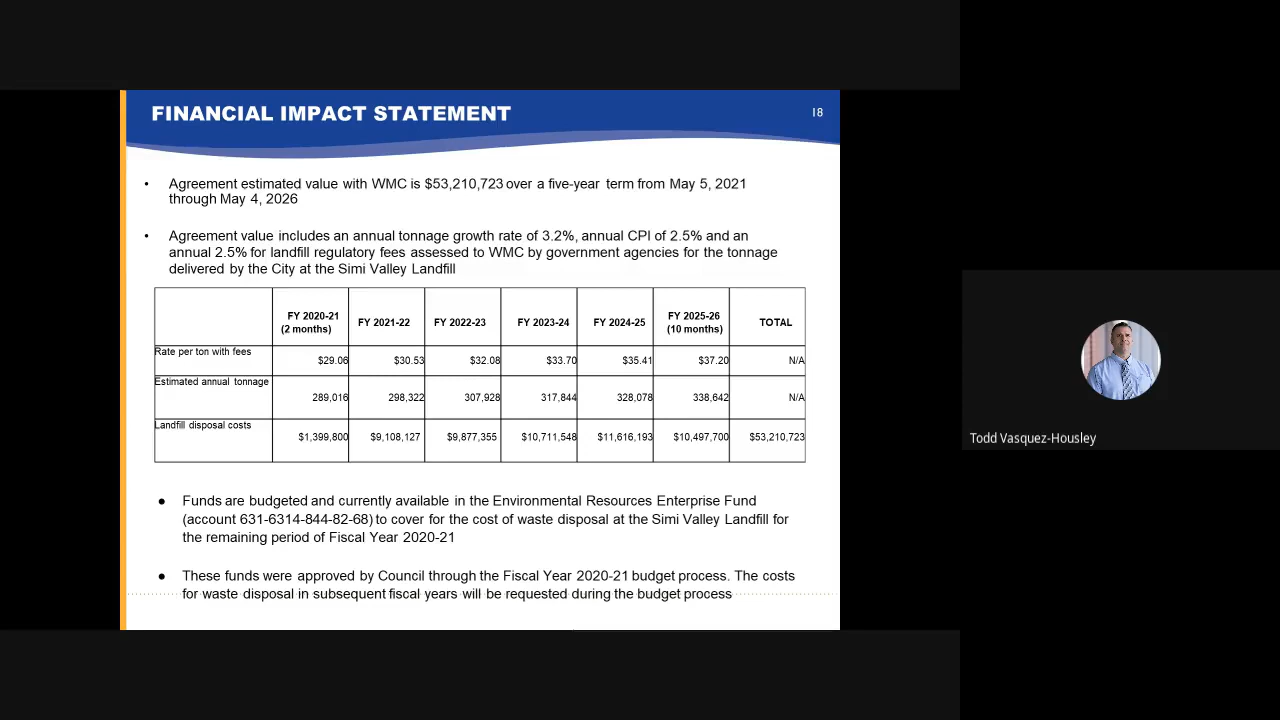 FINANCIAL IMPACT STATEMENT
18
• Agreement estimated value with WMC is $53,210,723 over a five-year term from May 5, 2021
through May 4, 2026
• Agreement value includes an annual tonnage growth rate of 3.2%, annual CPI of 2.5% and an
annual 2.5% for landfill regulatory fees assessed to WMC by government agencies for the tonnage
delivered by the City at the Simi Valley Landfill
FY 2020-21 (2 months) FY 2021-22 FY 2022-23 FY 2023-24 FY 2024-25 FY 2025-26 (10 months) TOTAL
Rate per ton with fees $29.06 $30.53 $32.08 $33.70 $35.41 $37.20 N/A
Estimated annual tonnage 289,016 298,322 307,928 317,844 328,078 338,642 N/A
Landfill disposal costs $1,399,800 $9,108,127 $9,877,355 $10,711,548 $11,616,193 $10,497,700 $53,210,723
● Funds are budgeted and currently available in the Environmental Resources Enterprise Fund
(account 631-6314-844-82-68) to cover for the cost of waste disposal at the Simi Valley Landfill for
the remaining period of Fiscal Year 2020-21
● These funds were approved by Council through the Fiscal Year 2020-21 budget process. The costs
for waste disposal in subsequent fiscal years will be requested during the budget process
Todd Vasquez-Housley